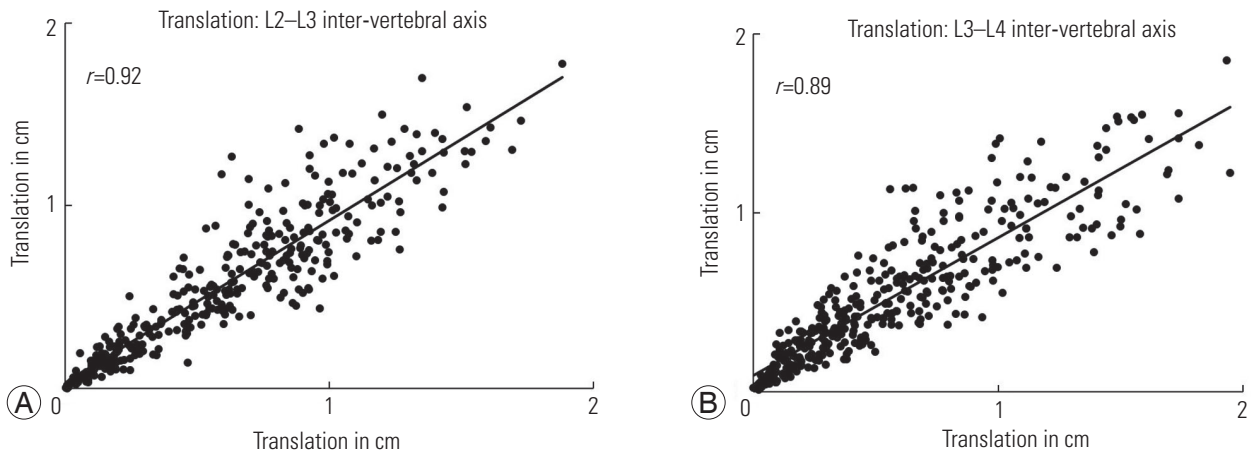 Translation: L2–L3 inter-vertebral axis
2
r=0.92
Translation in cm
1
0
1
2
Translation in cm
A
Translation: L3–L4 inter-vertebral axis
2
r=0.89
Translation in cm
1
0
1
2
Translation in cm
B